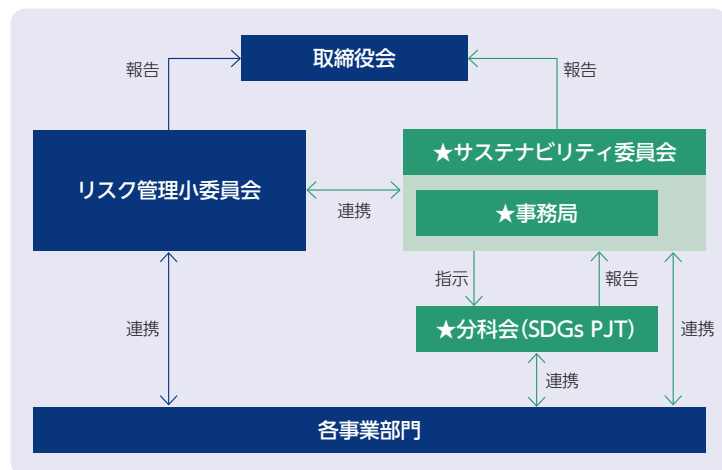 取締役会
報告
報告
リスク管理小委員会
★サステナビリティ委員会
連携
★事務局
指示
報告
★分科会(SDGs PJT)
連携
連携
連携
各事業部門